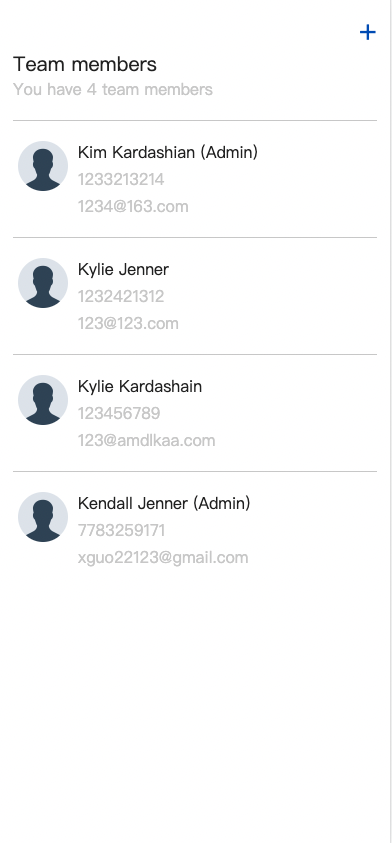 Team members
You have 4 team members
Kim Kardashian (Admin)
1233213214
1234@163.com
Kylie Jenner
1232421312
123@123.com
Kylie Kardashain
123456789
123@amdlkaa.com
Kendall Jenner (Admin)
7783259171
xguo22123@gmail.com